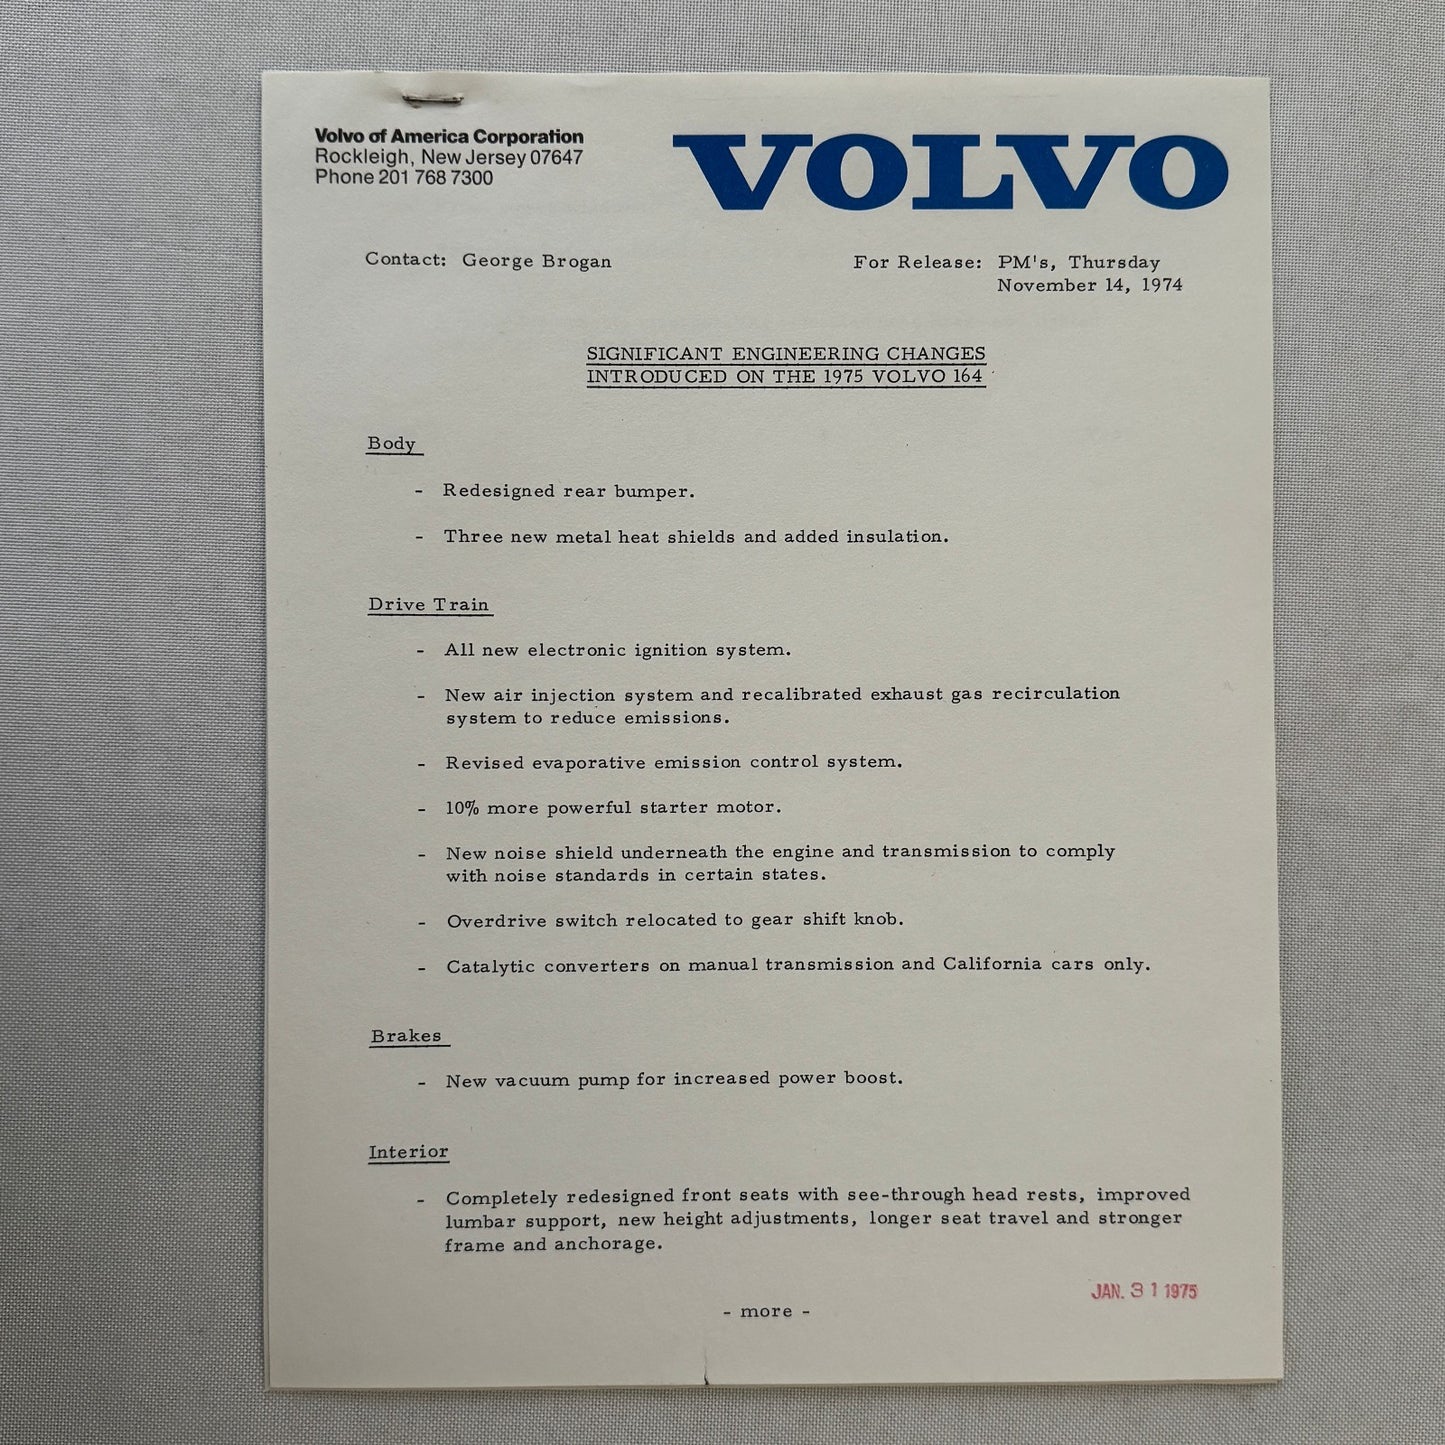 Volvo of America Corporation
Rockleigh, New Jersey 07647
Phone 201 768 7300
VOLVO
Contact: George Brogan
For Release: PM's, Thursday
November 14, 1974
SIGNIFICANT ENGINEERING CHANGES
INTRODUCED ON THE 1975 VOLVO 164
Body
- Redesigned rear bumper.
- Three new metal heat shields and added insulation.
Drive Train
- All new electronic ignition system.
- New air injection system and recalibrated exhaust gas recirculation
system to reduce emissions.
- Revised evaporative emission control system.
- 10% more powerful starter motor.
- New noise shield underneath the engine and transmission to comply
with noise standards in certain states.
- Overdrive switch relocated to gear shift knob.
- Catalytic converters on manual transmission and California cars only.
Brakes
- New vacuum pump for increased power boost.
Interior
- Completely redesigned front seats with see-through head rests, improved
lumbar support, new height adjustments, longer seat travel and stronger
frame and anchorage.
JAN. 31 1975
- more -